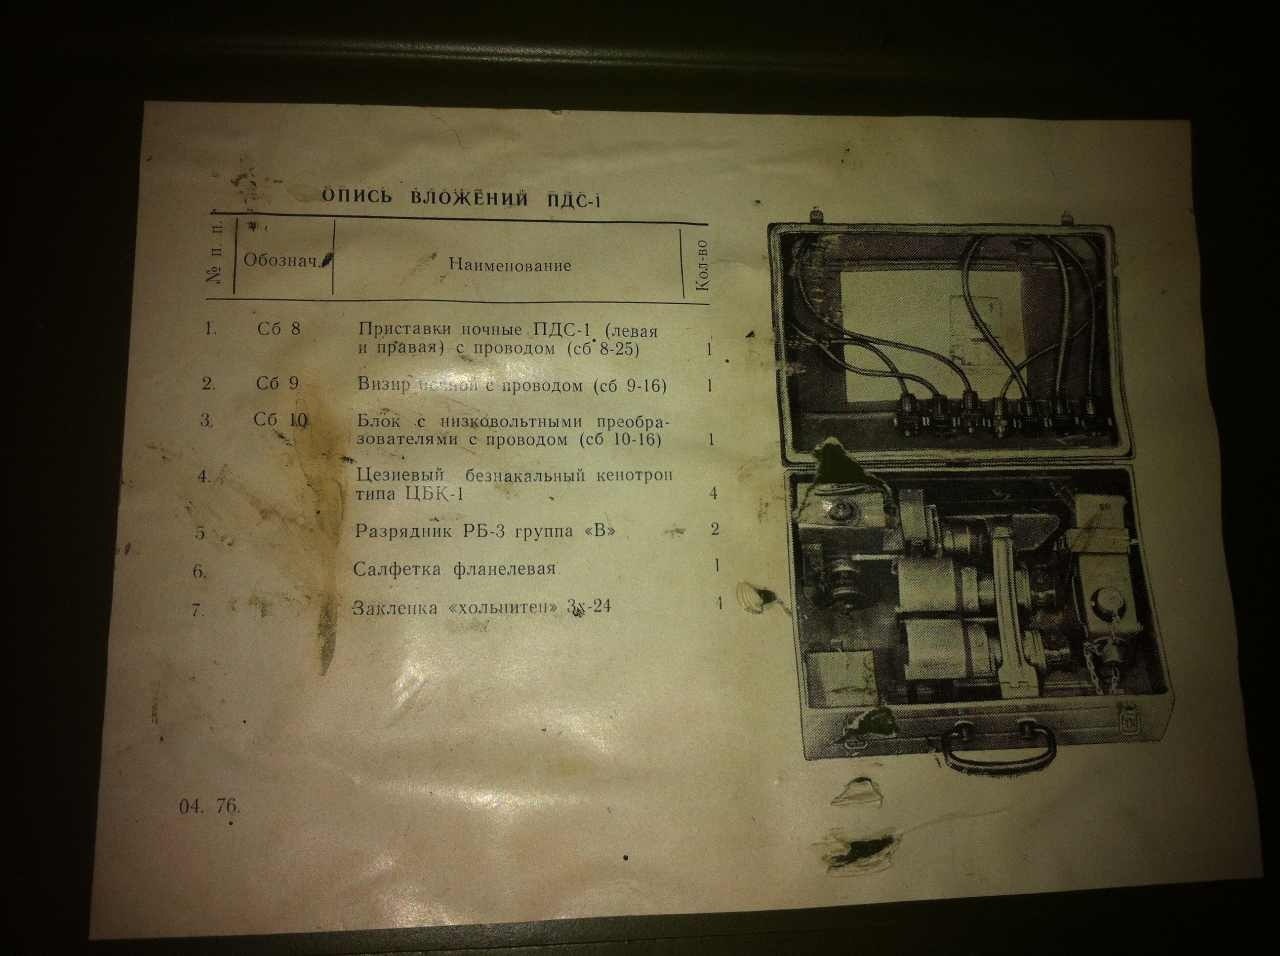 ОПИСЬ ВЛОЖЕНИЙ ПДС-1
№ п. п.
Обознач.
Наименование
Кол-во
1. Сб 8 Приставки ночные ПДС-1 (левая
и правая) с проводом (сб 8-25) 1
2. Сб 9 Визир ночной с проводом (сб 9-16) 1
3. Сб 10 Блок с низковольтными преобра-
зователями с проводом (сб 10-16) 1
4. Цезиевый безнакальный кенотрон
типа ЦБК-1 4
5 Разрядник РБ-3 группа «В» 2
6. Салфетка фланелевая 1
7. Заклепка «хольнитен» 3х-24
04. 76.